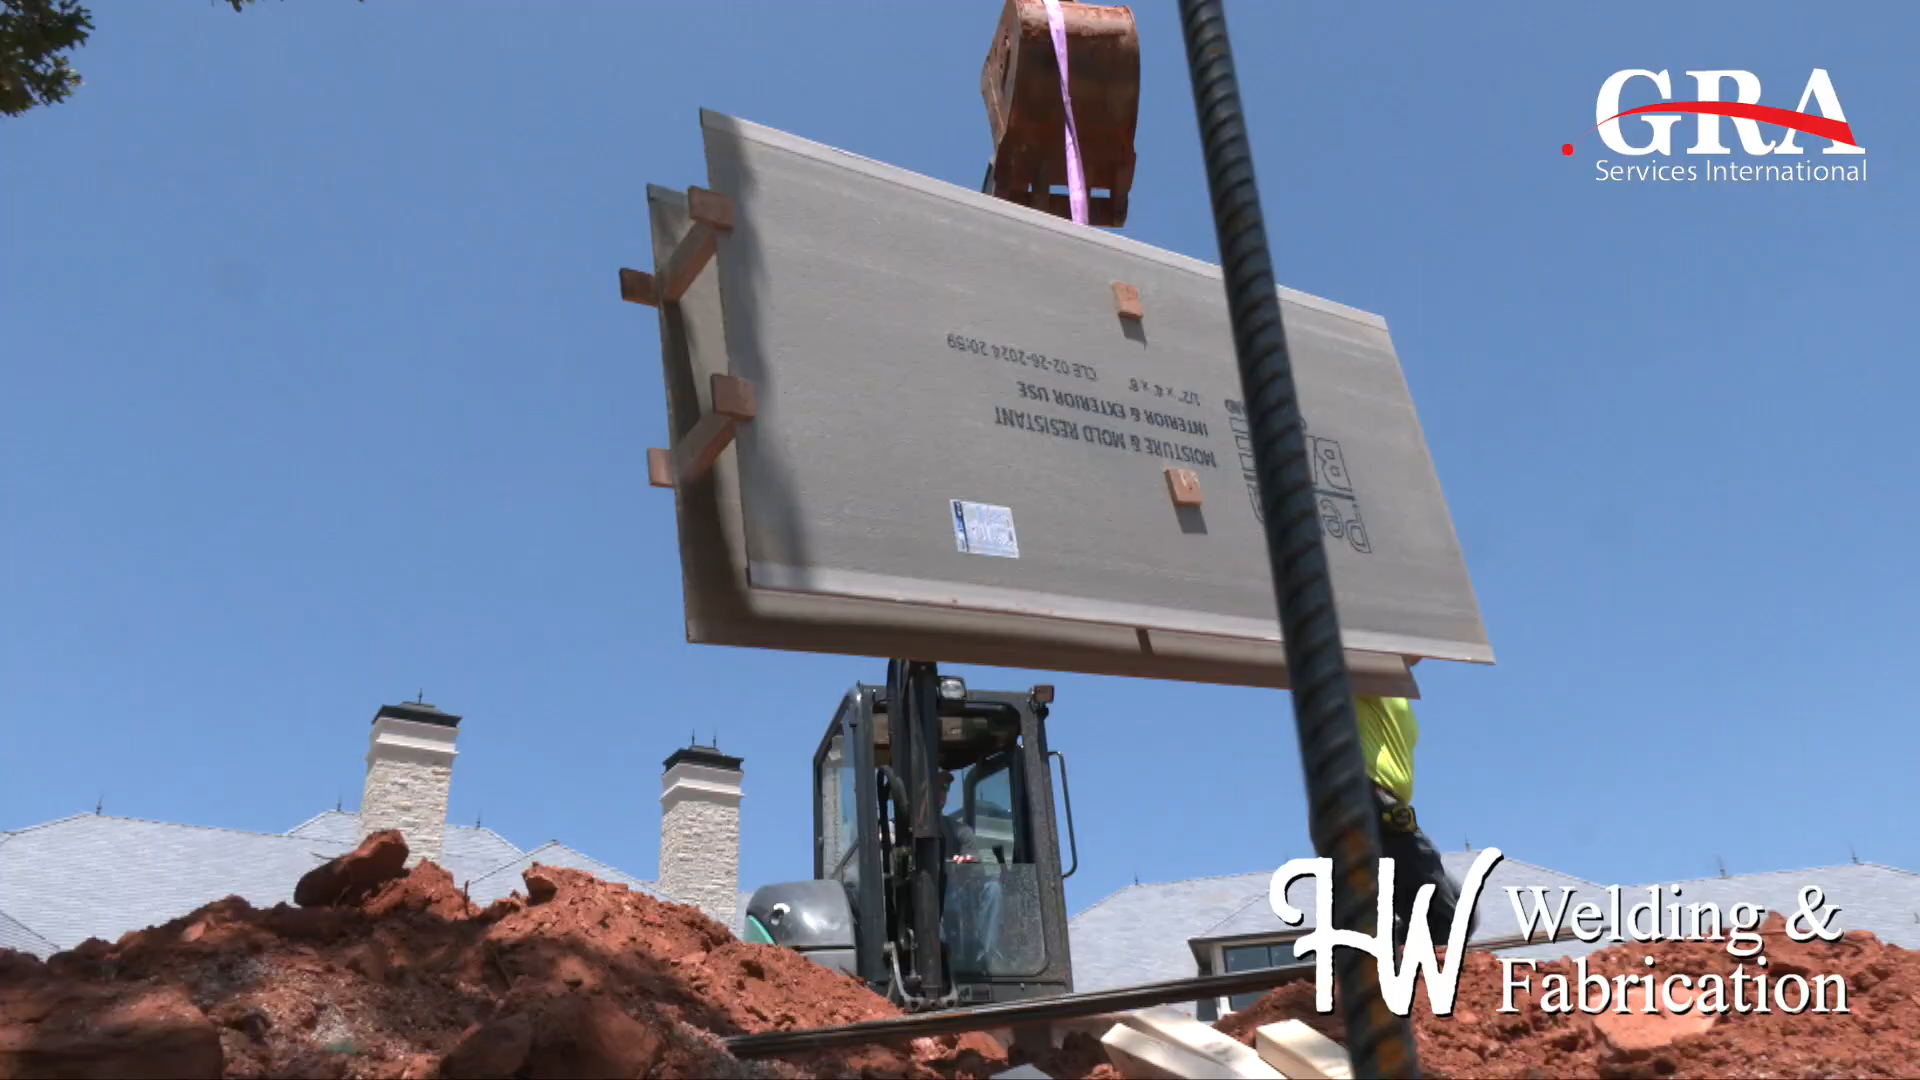 GRA
Services International
CLE 02-26-2024 20:59
1/2" x 4' x 8'
INTERIOR & EXTERIOR USE
MOISTURE & MOLD RESISTANT
HW Welding &
Fabrication